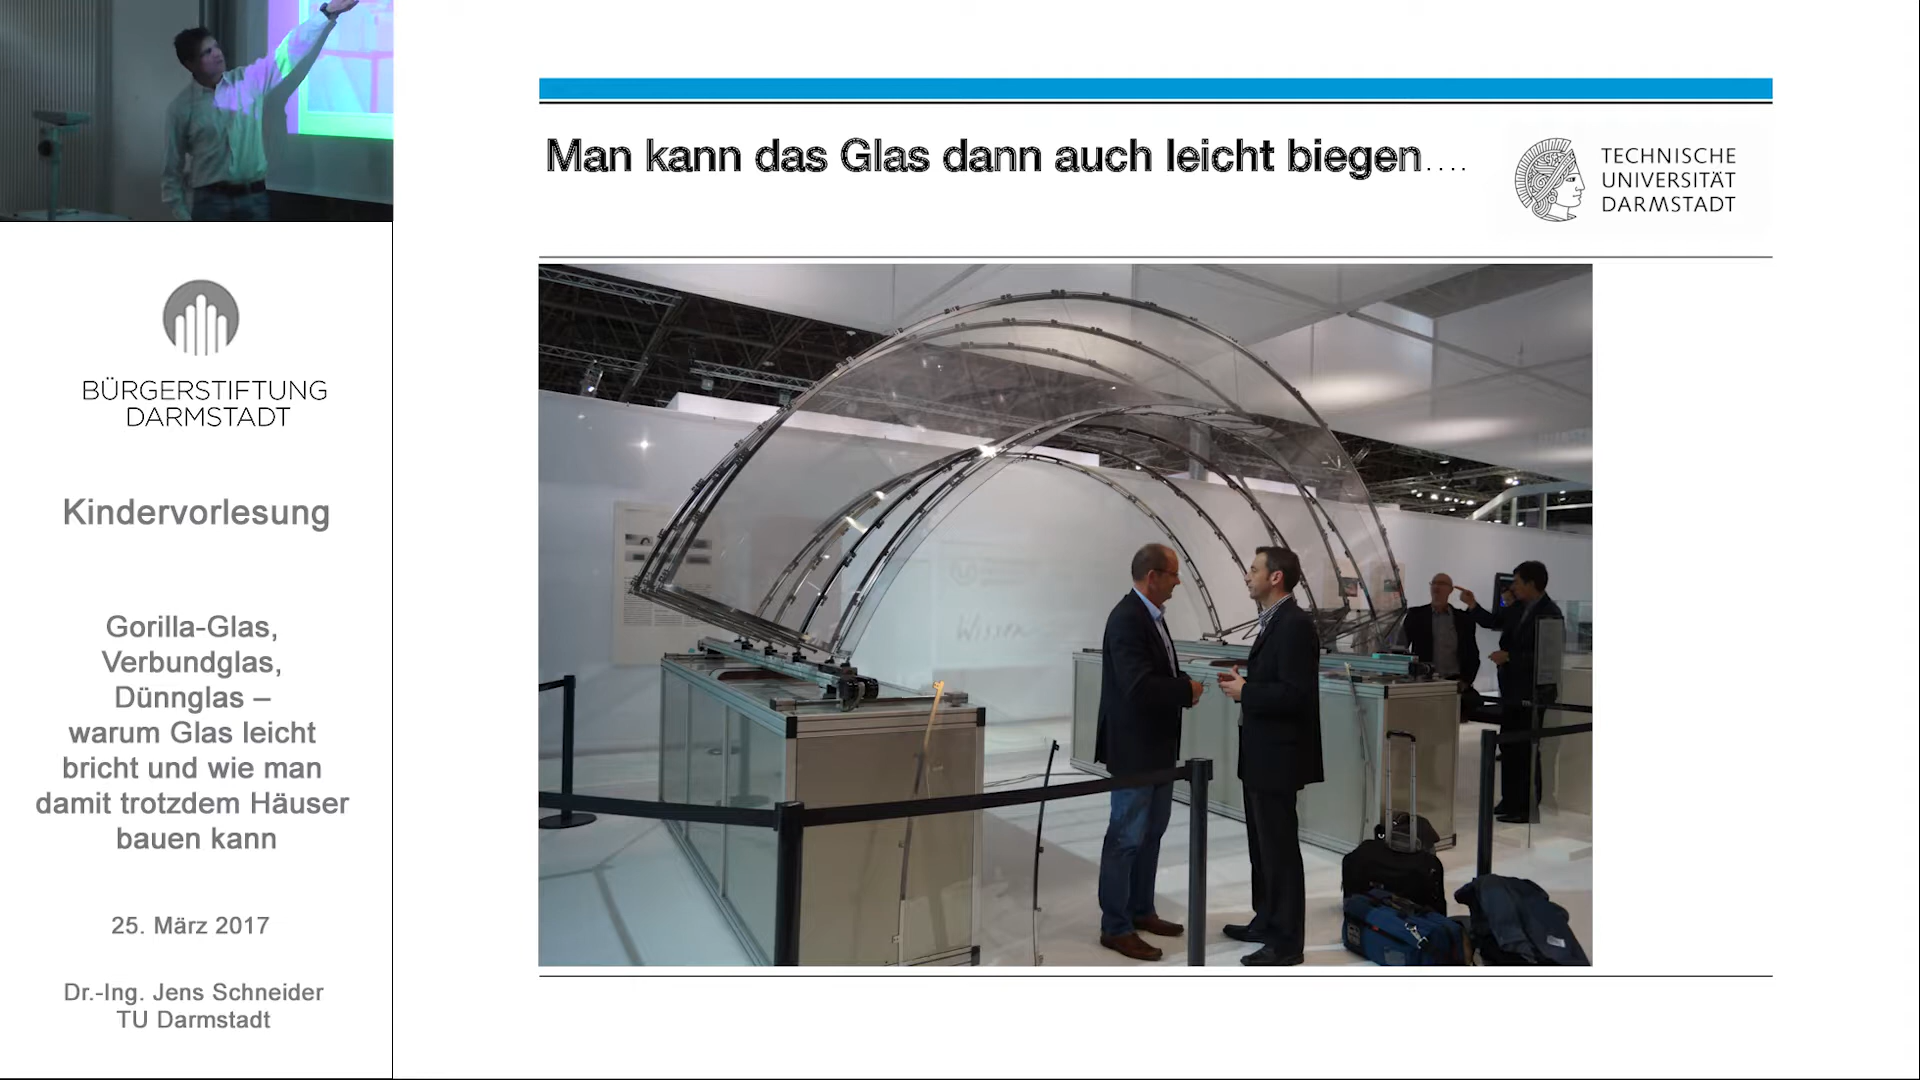 Man kann das Glas dann auch leicht biegen....
TECHNISCHE
UNIVERSITÄT
DARMSTADT
BÜRGERSTIFTUNG
DARMSTADT
Kindervorlesung
Gorilla-Glas,
Verbundglas,
Dünnglas –
warum Glas leicht
bricht und wie man
damit trotzdem Häuser
bauen kann
25. März 2017
Dr.-Ing. Jens Schneider
TU Darmstadt
Wissen